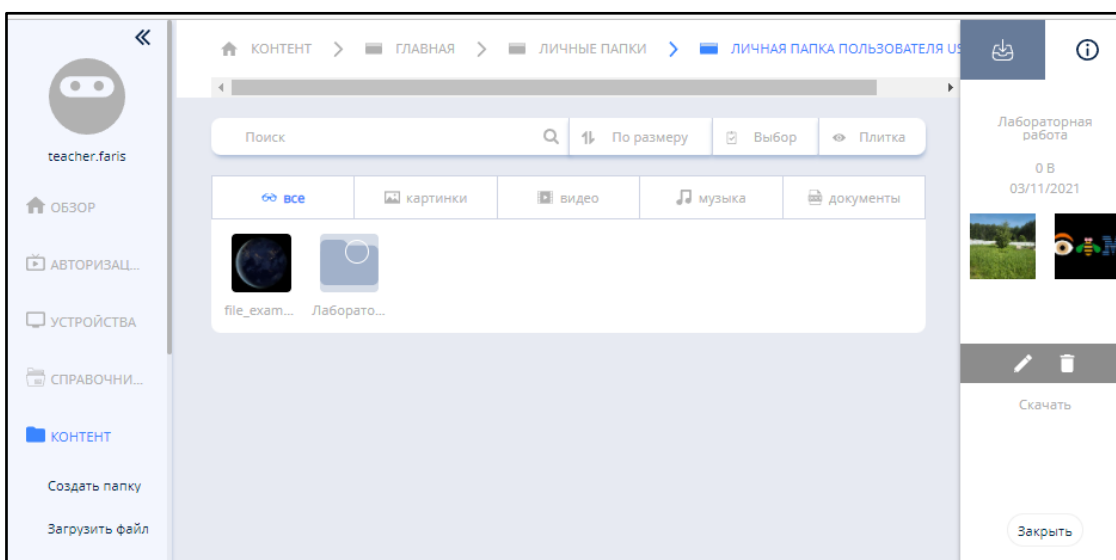 teacher.faris
ОБЗОР
АВТОРИЗАЦ...
УСТРОЙСТВА
СПРАВОЧНИ...
КОНТЕНТ
Создать папку
Загрузить файл
КОНТЕНТ > ГЛАВНАЯ > ЛИЧНЫЕ ПАПКИ > ЛИЧНАЯ ПАПКА ПОЛЬЗОВАТЕЛЯ US
Поиск По размеру Выбор Плитка
все картинки видео музыка документы
file_exam... Лаборато...
Лабораторная
работа
0 B
03/11/2021
Скачать
Закрыть